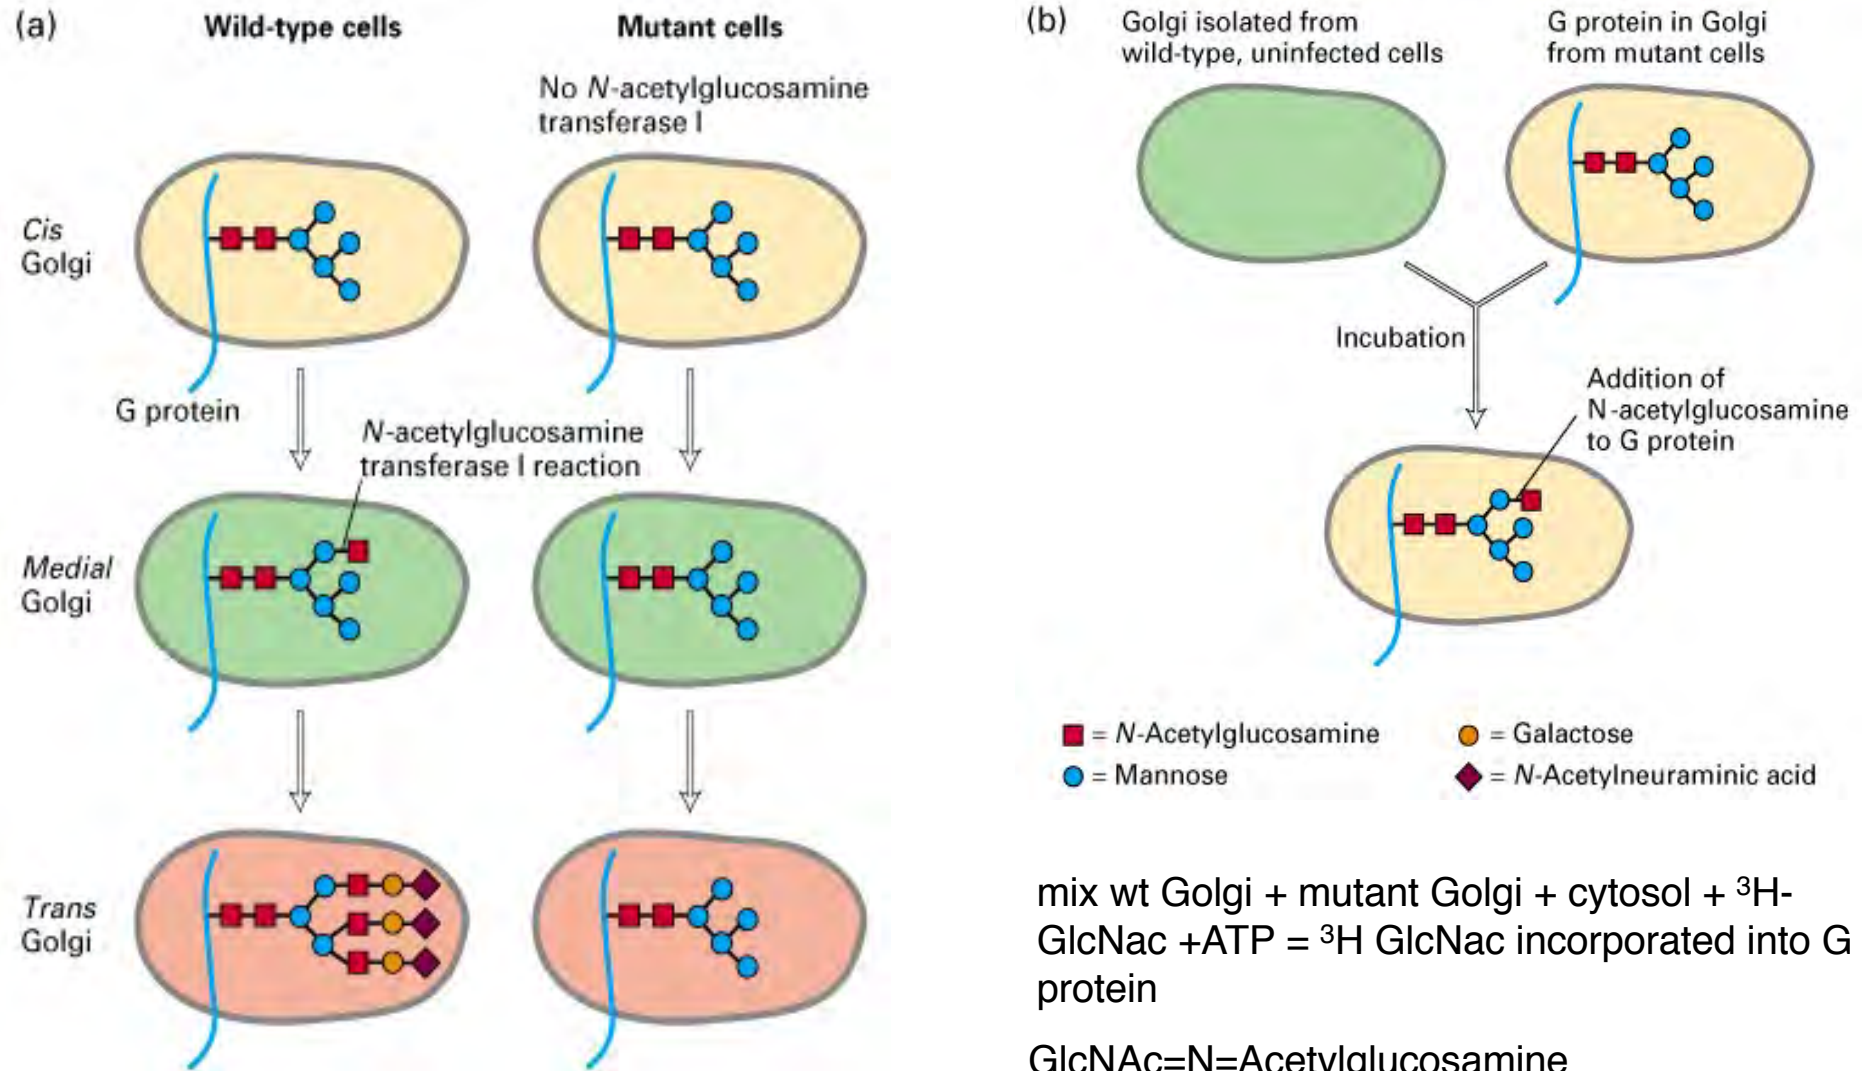 (a)
Wild-type cells
Mutant cells
No N-acetylglucosamine
transferase I
Cis
Golgi
G protein
N-acetylglucosamine
transferase I reaction
Medial
Golgi
Trans
Golgi
(b)
Golgi isolated from
wild-type, uninfected cells
G protein in Golgi
from mutant cells
Incubation
Addition of
N-acetylglucosamine
to G protein
= N-Acetylglucosamine
= Galactose
= Mannose
= N-Acetylneuraminic acid
mix wt Golgi + mutant Golgi + cytosol + ³H-
GlcNac +ATP = ³H GlcNac incorporated into G
protein
GlcNAc=N=Acetylglucosamine